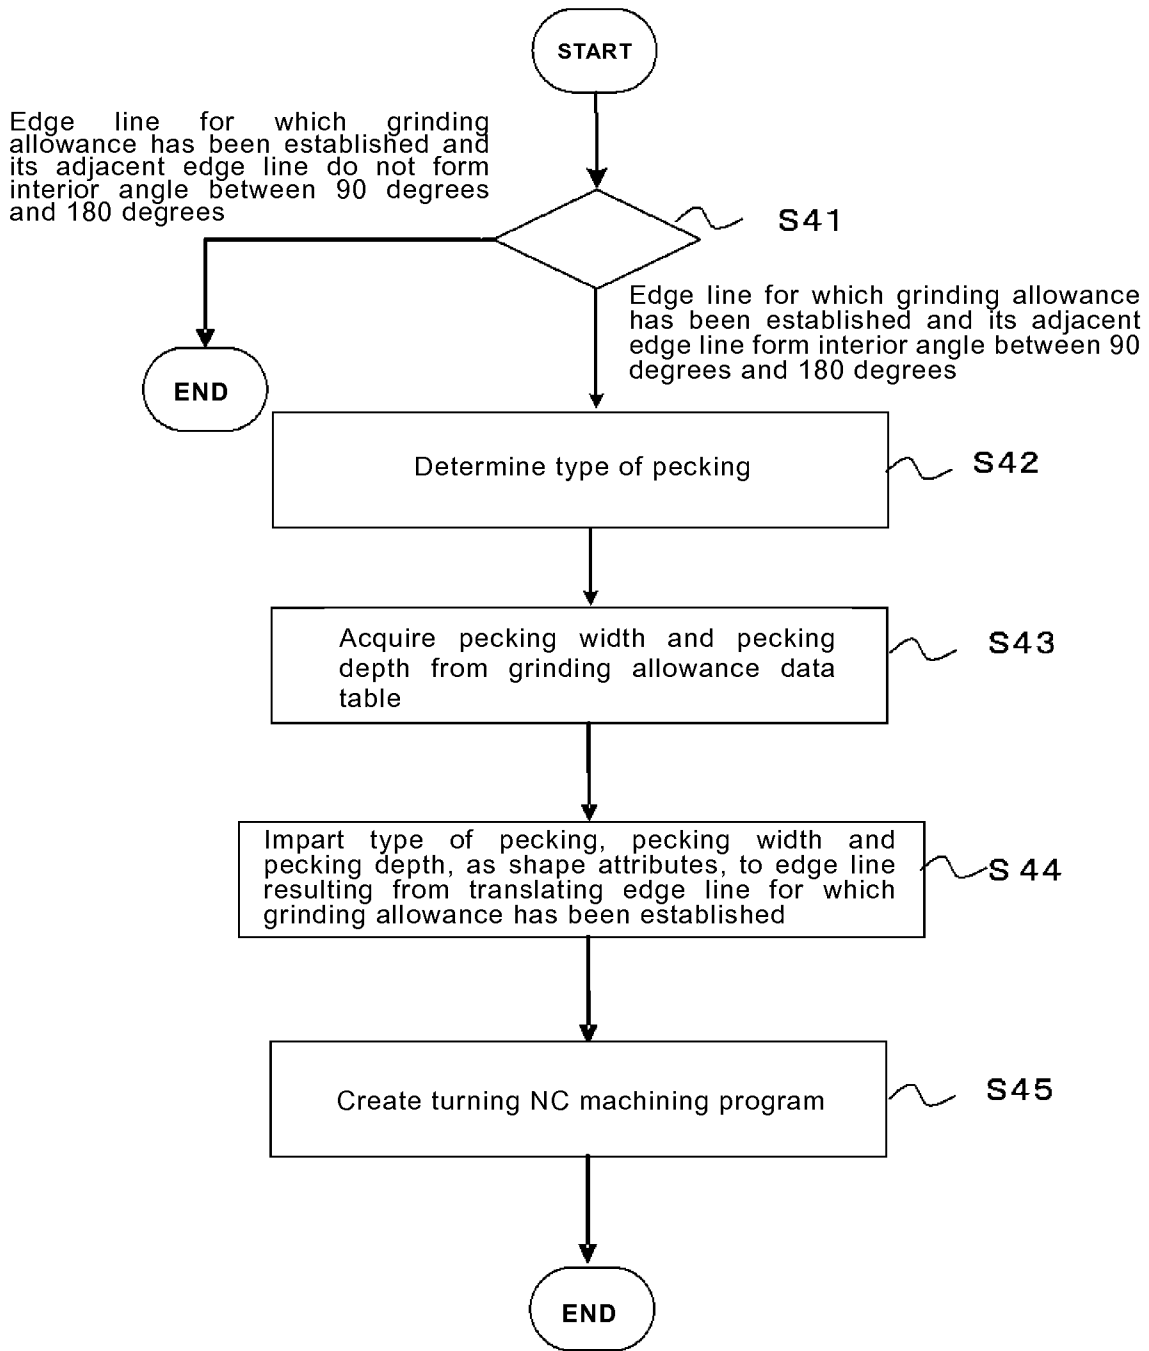 START
Edge line for which grinding
allowance has been established and
its adjacent edge line do not form
interior angle between 90 degrees
and 180 degrees
S41
Edge line for which grinding allowance
has been established and its adjacent
edge line form interior angle between 90
degrees and 180 degrees
END
Determine type of pecking
S42
Acquire pecking width and pecking
depth from grinding allowance data
table
S43
Impart type of pecking, pecking width and
pecking depth, as shape attributes, to edge line
resulting from translating edge line for which
grinding allowance has been established
S 44
Create turning NC machining program
S45
END